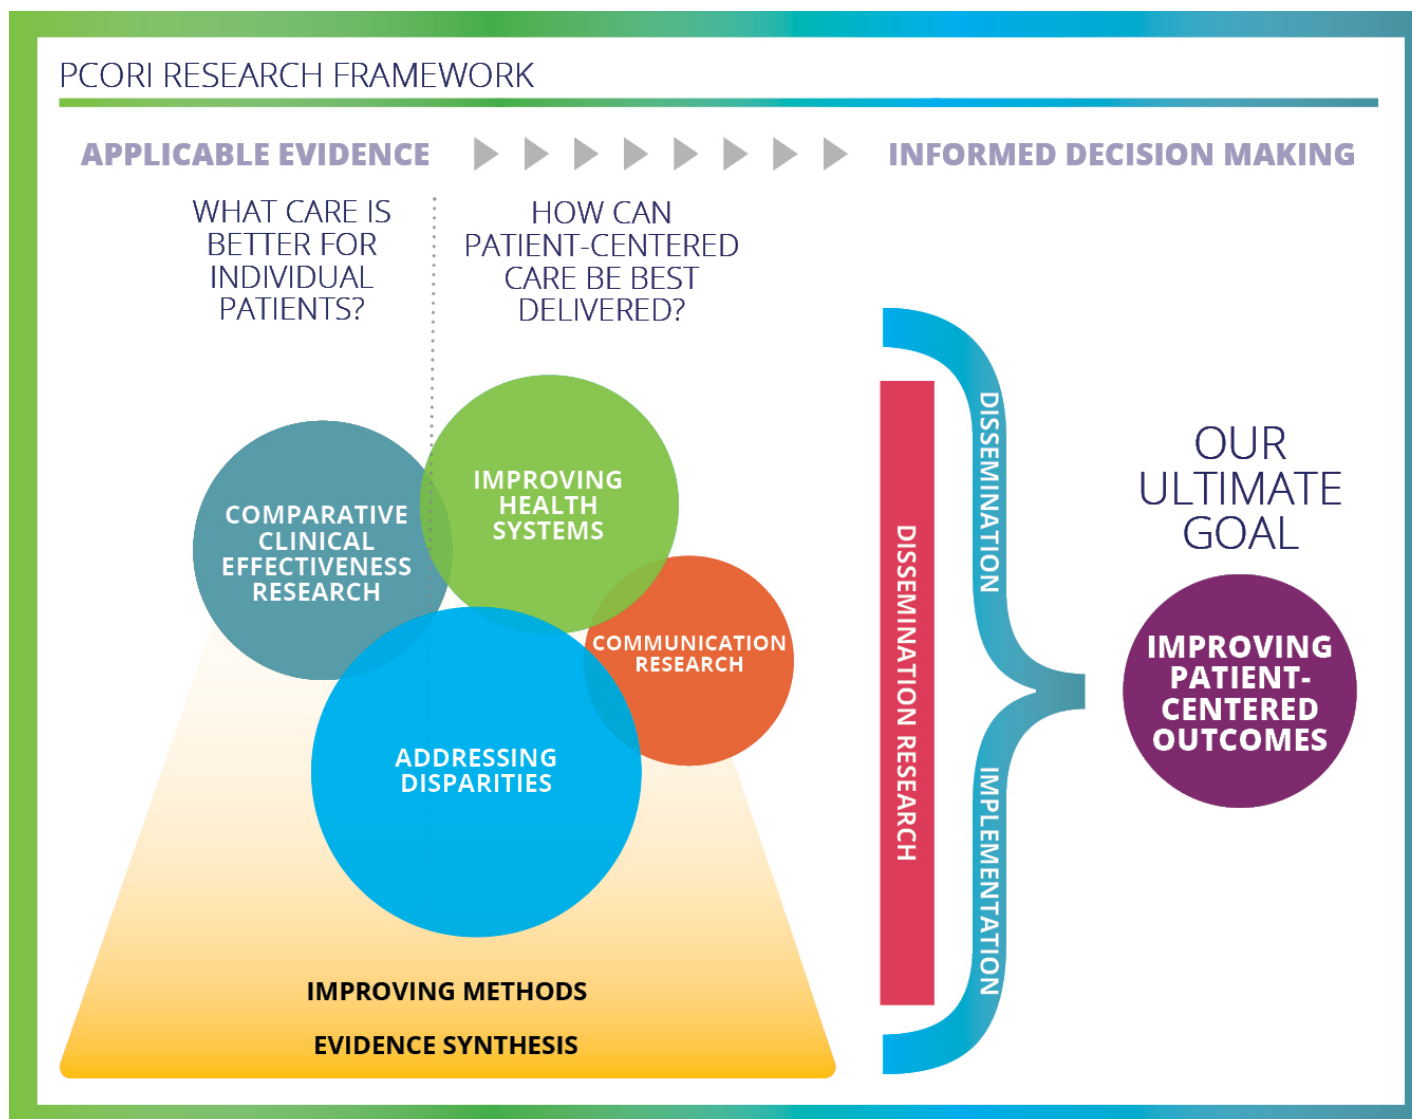 PCORI RESEARCH FRAMEWORK
APPLICABLE EVIDENCE
INFORMED DECISION MAKING
WHAT CARE IS
BETTER FOR
INDIVIDUAL
PATIENTS?
HOW CAN
PATIENT-CENTERED
CARE BE BEST
DELIVERED?
COMPARATIVE
CLINICAL
EFFECTIVENESS
RESEARCH
IMPROVING
HEALTH
SYSTEMS
COMMUNICATION
RESEARCH
ADDRESSING
DISPARITIES
IMPROVING METHODS
EVIDENCE SYNTHESIS
DISSEMINATION RESEARCH
DISSEMINATION
IMPLEMENTATION
OUR
ULTIMATE
GOAL
IMPROVING
PATIENT-
CENTERED
OUTCOMES